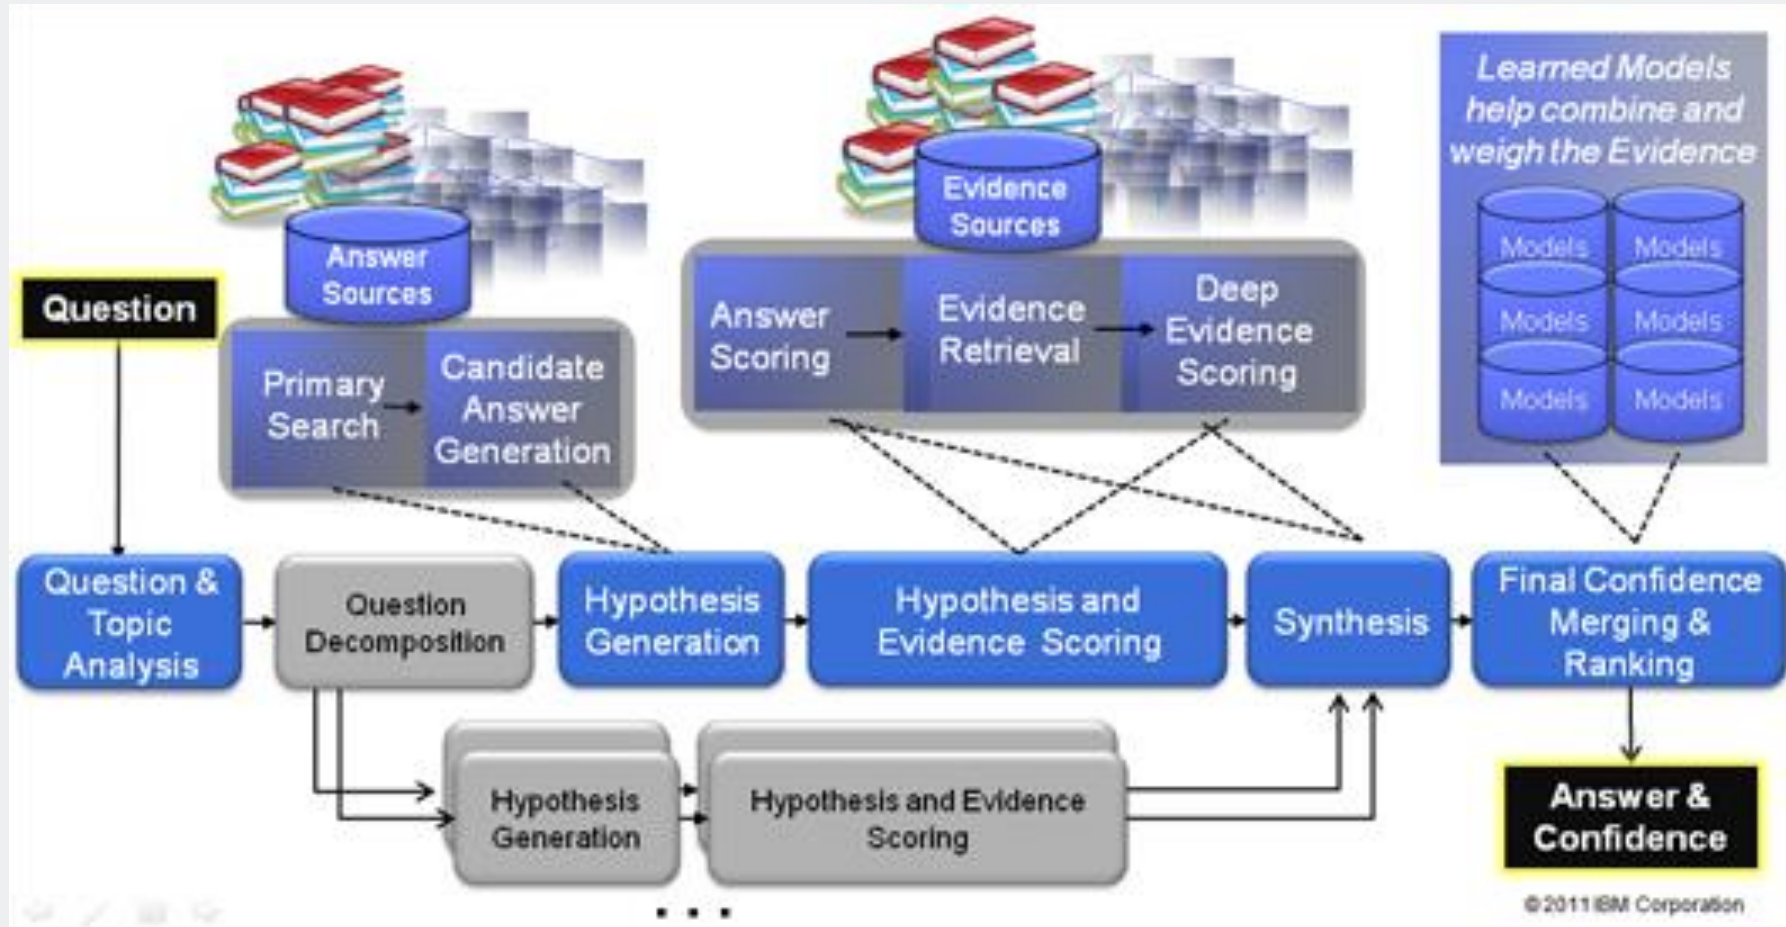 Learned Models
help combine and
weigh the Evidence
Evidence
Sources
Answer
Sources
Models
Models
Models
Models
Models
Models
Question
Primary
Search
Candidate
Answer
Generation
Answer
Scoring
Evidence
Retrieval
Deep
Evidence
Scoring
Question &
Topic
Analysis
Question
Decomposition
Hypothesis
Generation
Hypothesis and
Evidence Scoring
Synthesis
Final Confidence
Merging &
Ranking
Hypothesis
Generation
Hypothesis and Evidence
Scoring
. . .
Answer &
Confidence
© 2011 IBM Corporation